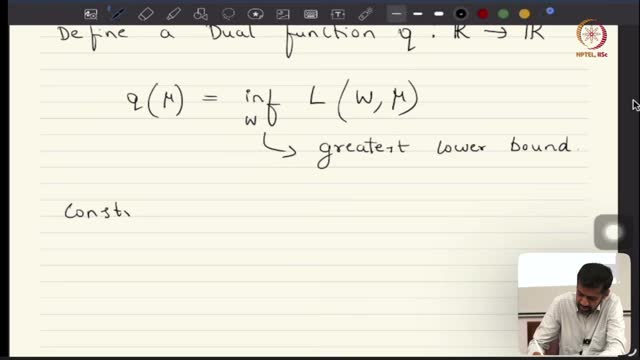 Define a Dual function q . R → R
q(μ) = inf L(W, μ)
W
↳ greatest lower bound.
Const
NPTEL, IISc